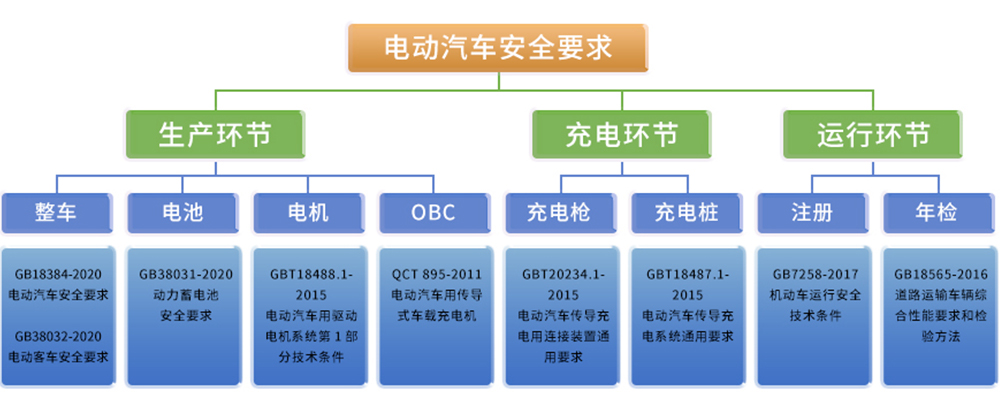 电动汽车安全要求
生产环节
充电环节
运行环节
整车
电池
电机
OBC
充电枪
充电桩
注册
年检
GB18384-2020
电动汽车安全要求
GB38032-2020
电动客车安全要求
GB38031-2020
动力蓄电池
安全要求
GBT18488.1-
2015
电动汽车用驱动
电机系统第 1 部
分技术条件
QCT 895-2011
电动汽车用传导
式车载充电机
GBT20234.1-
2015
电动汽车传导充
电用连接装置通
用要求
GBT18487.1-
2015
电动汽车传导充
电系统通用要求
GB7258-2017
机动车运行安全
技术条件
GB18565-2016
道路运输车辆综
合性能要求和检
验方法